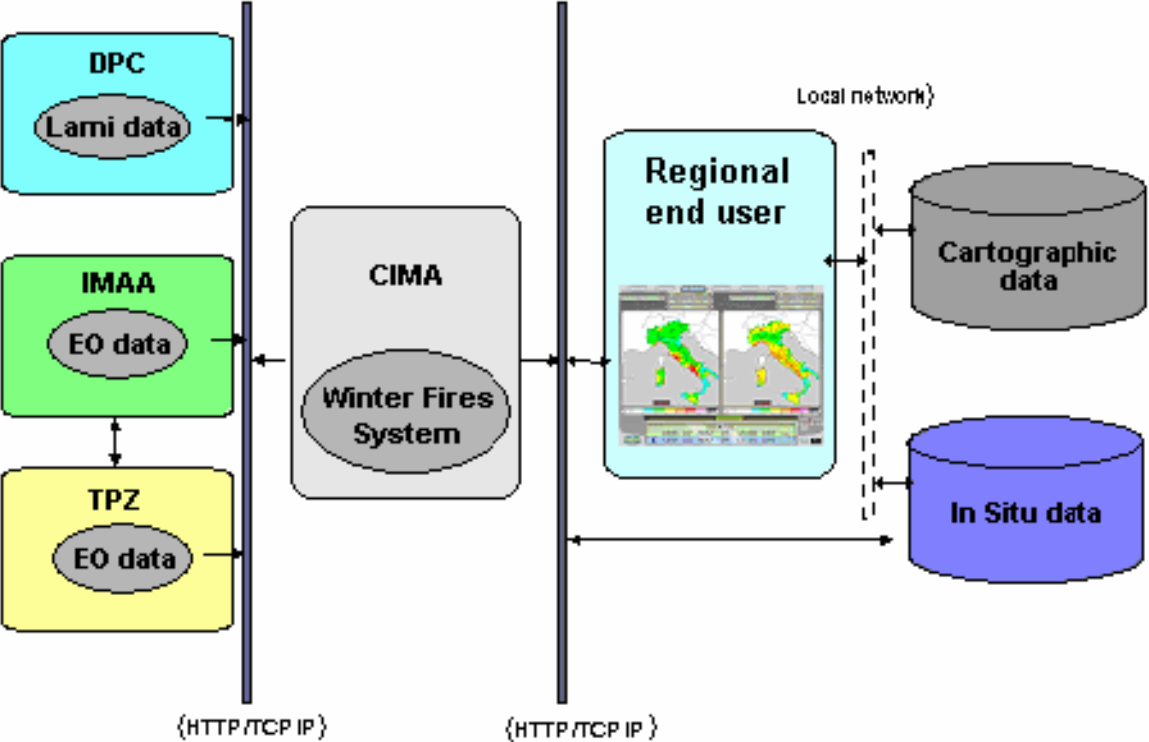 DPC
Lami data
IMAA
EO data
TPZ
EO data
CIMA
Winter Fires
System
Regional
end user
Local network}
Cartographic
data
In Situ data
{HTTP/TCP IP}
{HTTP/TCP IP}